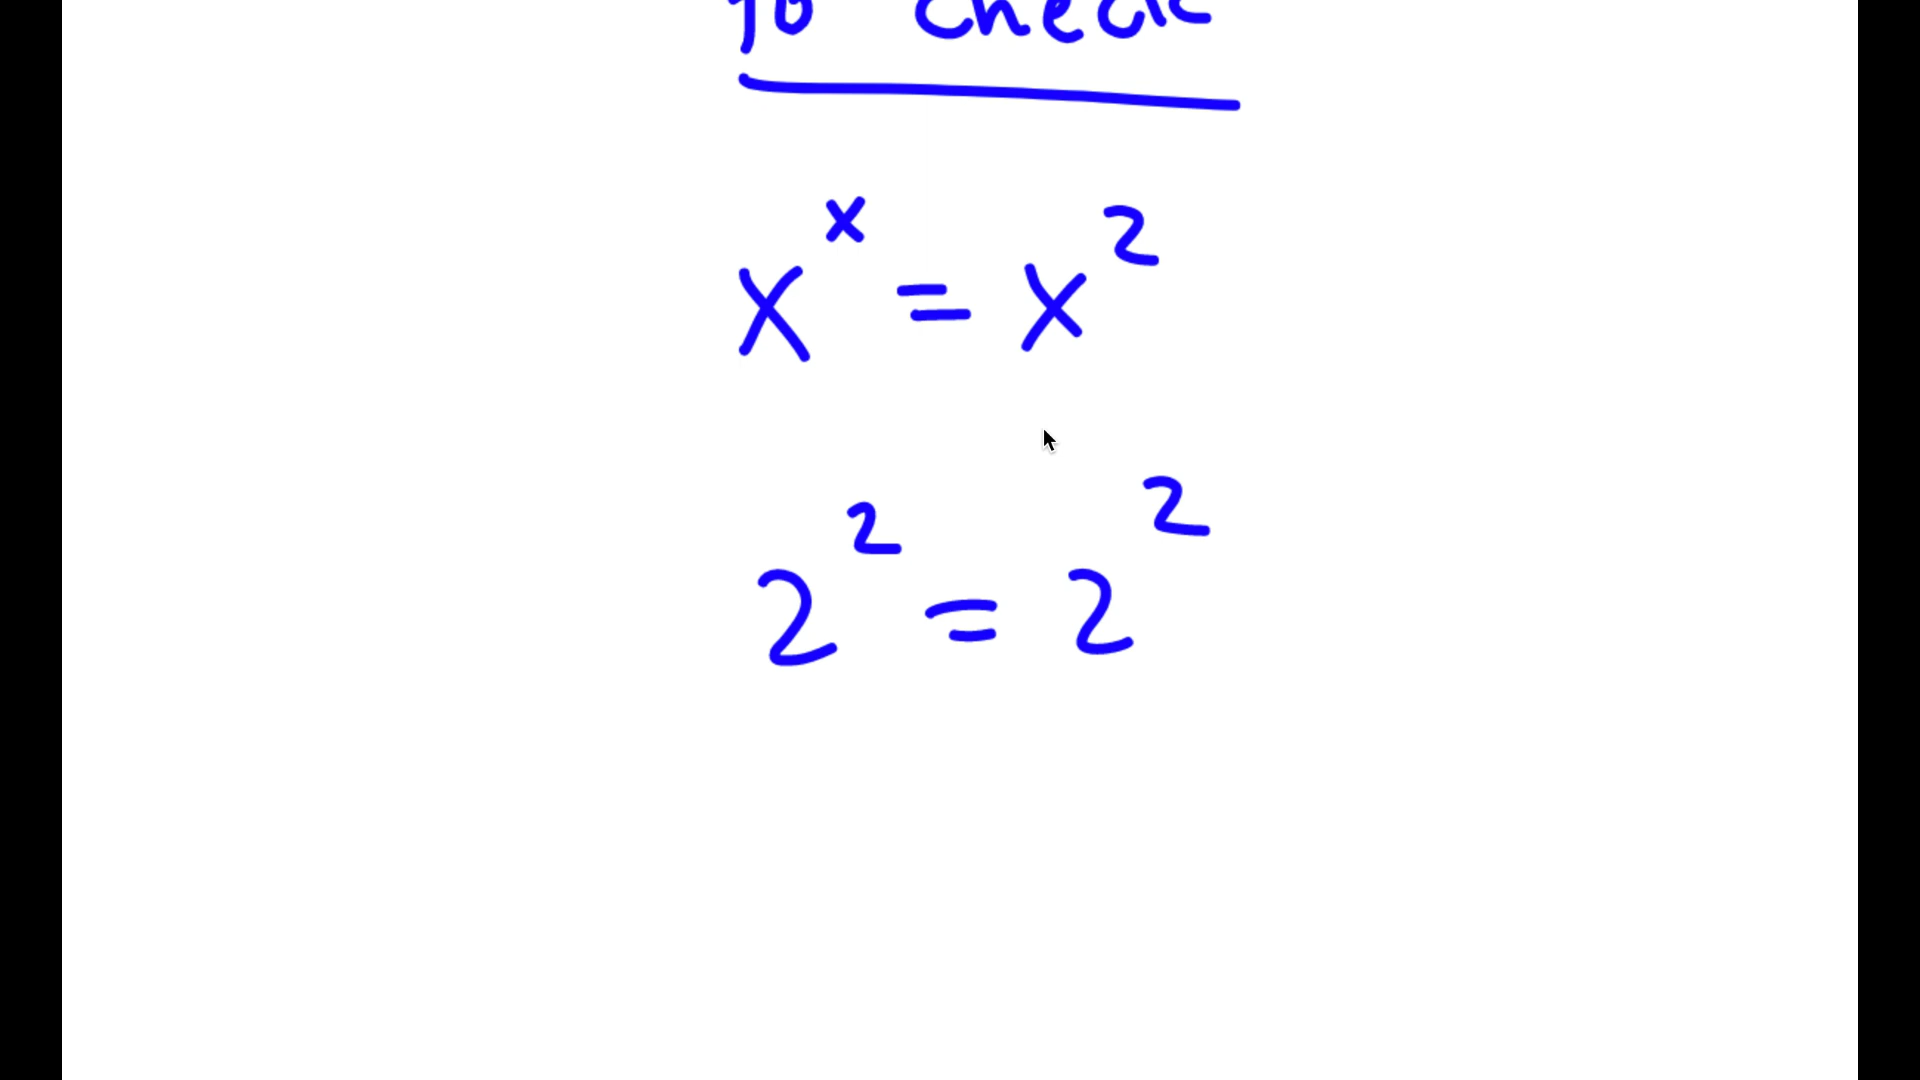 To check
x^x = x^2
2^2 = 2^2